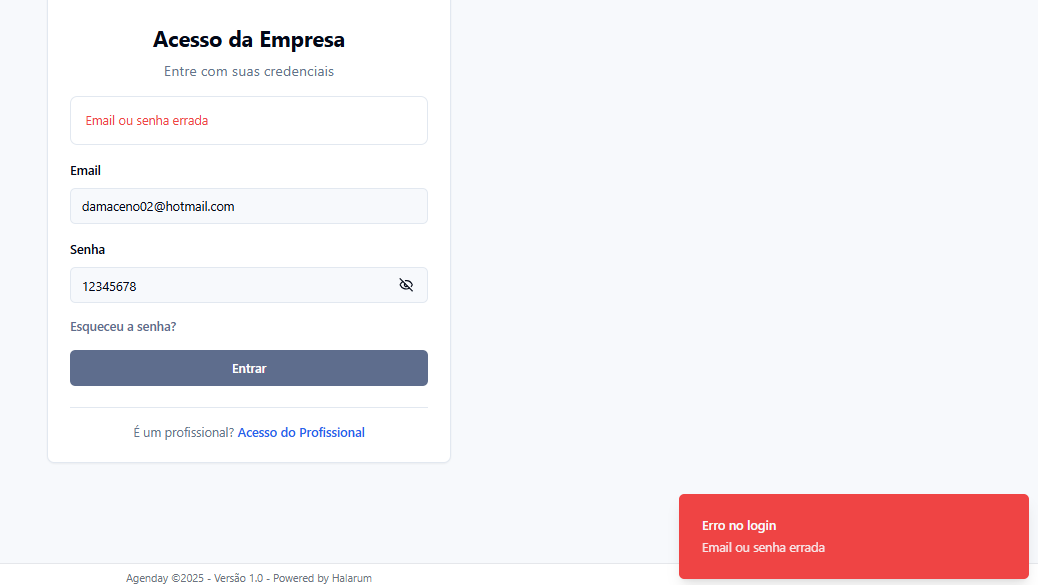 Acesso da Empresa
Entre com suas credenciais
Email ou senha errada
Email
damaceno02@hotmail.com
Senha
12345678
Esqueceu a senha?
Entrar
É um profissional? Acesso do Profissional
Erro no login
Email ou senha errada
Agenday ©2025 - Versão 1.0 - Powered by Halarum